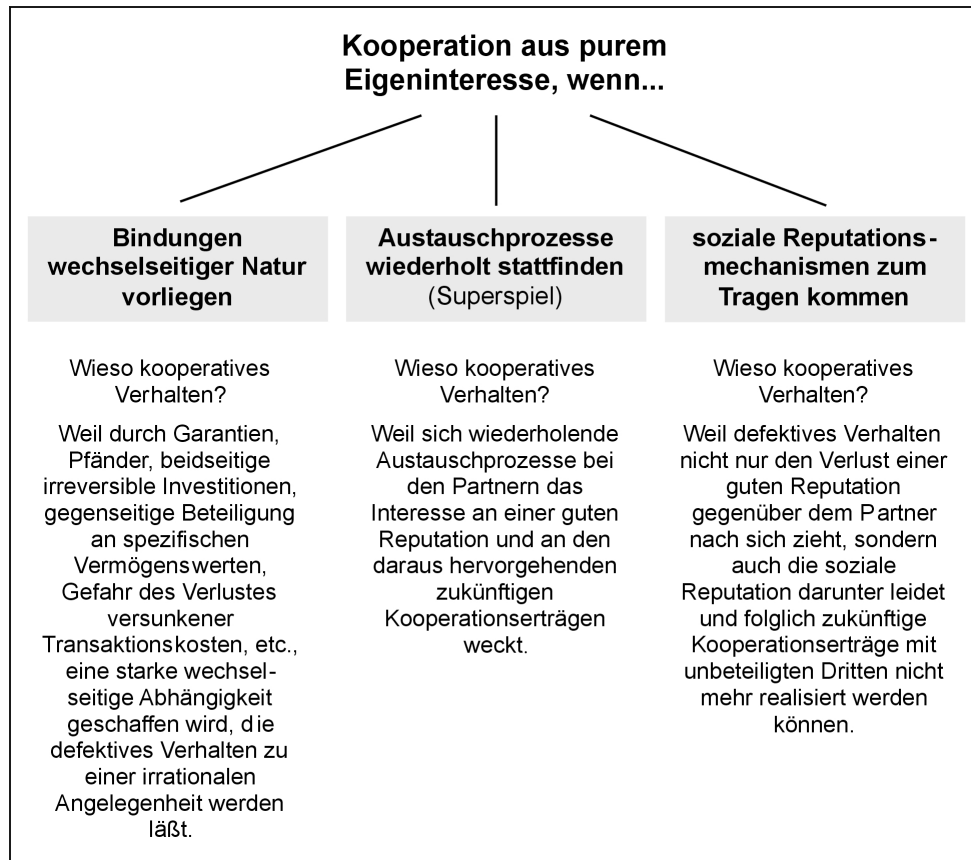 Kooperation aus purem
Eigeninteresse, wenn...
Bindungen
wechselseitiger Natur
vorliegen
Wieso kooperatives
Verhalten?
Weil durch Garantien,
Pfänder, beidseitige
irreversible Investitionen,
gegenseitige Beteiligung
an spezifischen
Vermögenswerten,
Gefahr des Verlustes
versunkener
Transaktionskosten, etc.,
eine starke wechsel-
seitige Abhängigkeit
geschaffen wird, die
defektives Verhalten zu
einer irrationalen
Angelegenheit werden
läßt.
Austauschprozesse
wiederholt stattfinden
(Superspiel)
Wieso kooperatives
Verhalten?
Weil sich wiederholende
Austauschprozesse bei
den Partnern das
Interesse an einer guten
Reputation und an den
daraus hervorgehenden
zukünftigen
Kooperationserträgen
weckt.
soziale Reputations-
mechanismen zum
Tragen kommen
Wieso kooperatives
Verhalten?
Weil defektives Verhalten
nicht nur den Verlust einer
guten Reputation
gegenüber dem Partner
nach sich zieht, sondern
auch die soziale
Reputation darunter leidet
und folglich zukünftige
Kooperationserträge mit
unbeteiligten Dritten nicht
mehr realisiert werden
können.